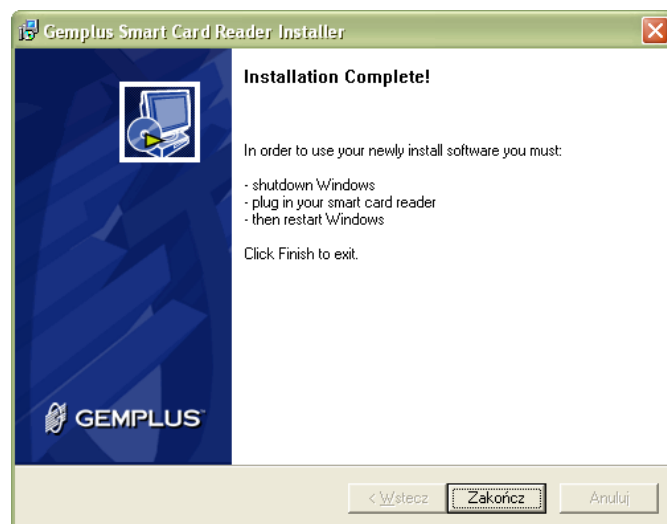 Gemplus Smart Card Reader Installer
Installation Complete!
In order to use your newly install software you must:
- shutdown Windows
- plug in your smart card reader
- then restart Windows
Click Finish to exit.
GEMPLUS
< Wstecz Zakończ Anuluj